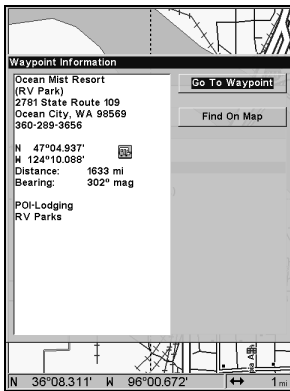 Waypoint Information
Ocean Mist Resort
(RV Park)
2781 State Route 109
Ocean City, WA 98569
360-289-3656
N 47°04.937'
W 124°10.088'
Distance: 1633 mi
Bearing: 302° mag
POI-Lodging
RV Parks
Go To Waypoint
Find On Map
N 36°08.311' W 96°00.672' ↔ 1 mi